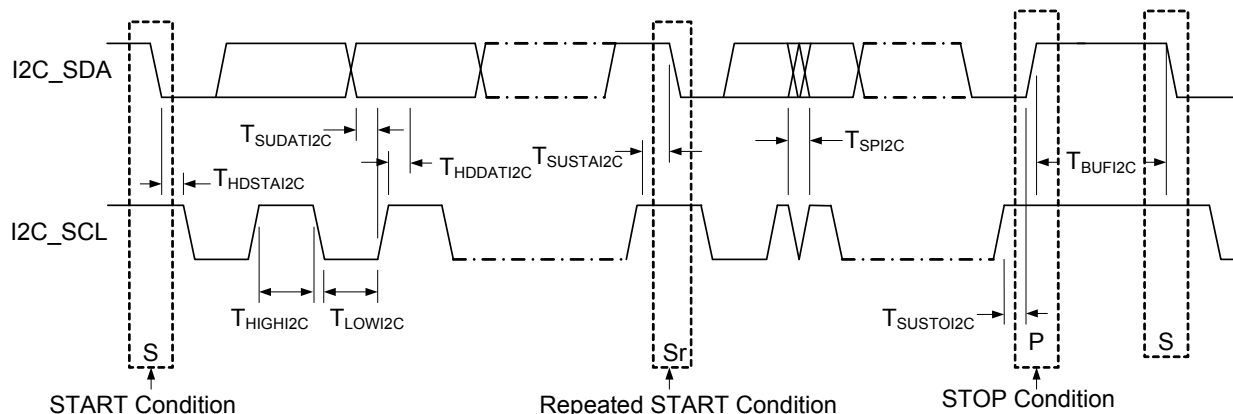 I2C_SDA
T_SUDATI2C
T_HDDATI2C
T_SUSTAI2C
T_SPI2C
T_BUFI2C
T_HDSTAI2C
I2C_SCL
T_HIGHI2C
T_LOWI2C
T_SUSTOI2C
S
Sr
P
S
START Condition
Repeated START Condition
STOP Condition